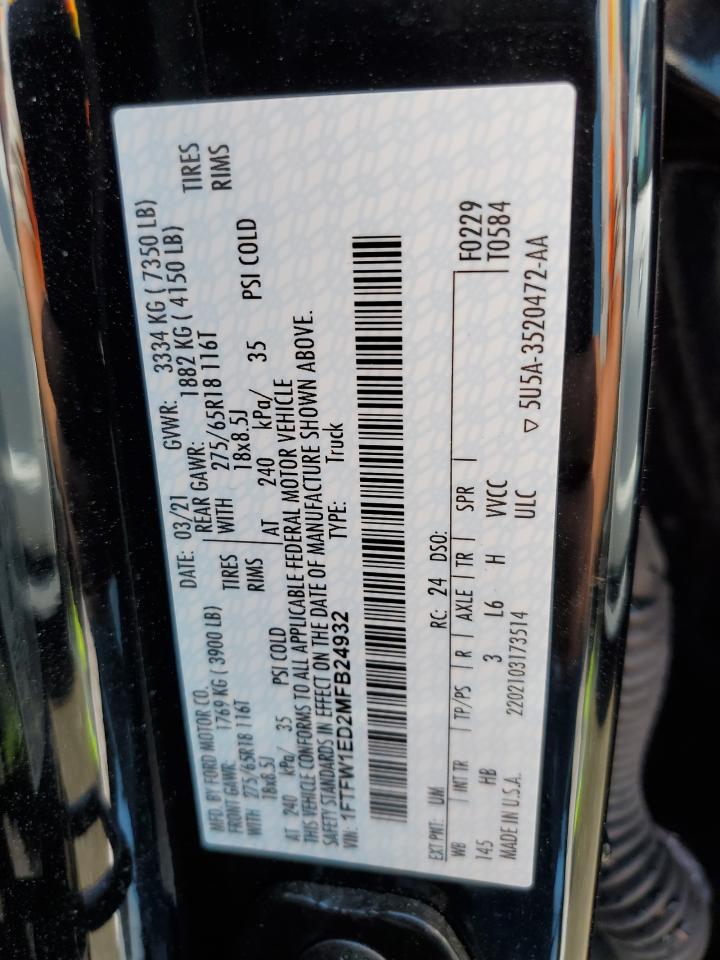 MFD. BY FORD MOTOR CO.
DATE: 03/21 GVWR: 3334 KG ( 7350 LB)
FRONT GAWR: 1769 KG ( 3900 LB)
REAR GAWR: 1882 KG ( 4150 LB)
WITH 275/65R18 116T TIRES
WITH 275/65R18 116T TIRES
18x8.5J RIMS
18x8.5J RIMS
AT 240 kPa/ 35 PSI COLD
AT 240 kPa/ 35 PSI COLD
THIS VEHICLE CONFORMS TO ALL APPLICABLE FEDERAL MOTOR VEHICLE
SAFETY STANDARDS IN EFFECT ON THE DATE OF MANUFACTURE SHOWN ABOVE.
VIN: 1FTFW1ED2MFB24932
TYPE: Truck
EXT PNT: UM RC: 24 DSO: F0229
WB INT TR TP/PS R AXLE TR SPR T0584
145 HB 3 L6 H VVCC
MADE IN U.S.A. 2202103173514 ULC
▽ 5U5A-3520472-AA